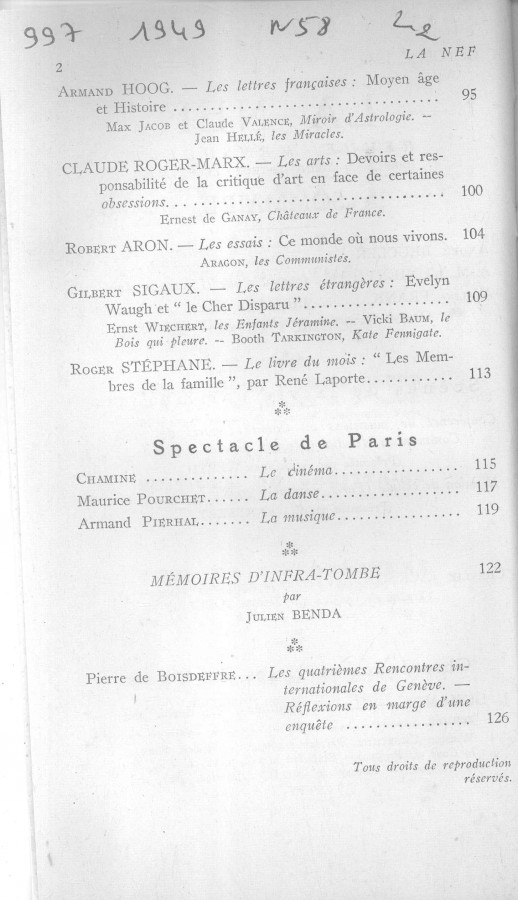 997 1949 N58 2-2
LA NEF
2
ARMAND HOOG. — Les lettres françaises : Moyen âge
et Histoire ..................................... 95
Max JACOB et Claude VALENCE, Miroir d'Astrologie. —
Jean HELLÉ, les Miracles.
CLAUDE ROGER-MARX. — Les arts : Devoirs et res-
ponsabilité de la critique d'art en face de certaines
obsessions....................................... 100
Ernest de GANAY, Châteaux de France.
ROBERT ARON. — Les essais : Ce monde où nous vivons. 104
ARAGON, les Communistes.
GILBERT SIGAUX. — Les lettres étrangères : Evelyn
Waugh et “ le Cher Disparu ”.................... 109
Ernst WIECHERT, les Enfants Jéramine. — Vicki BAUM, le
Bois qui pleure. — Booth TARKINGTON, Kate Fennigate.
ROGER STÉPHANE. — Le livre du mois : “ Les Mem-
bres de la famille ”, par René Laporte............ 113
Spectacle de Paris
CHAMINE .............. Le cinéma................. 115
Maurice POURCHET...... La danse.................. 117
Armand PIERHAL....... La musique................ 119
MÉMOIRES D'INFRA-TOMBE 122
par
JULIEN BENDA
Pierre de BOISDEFFRE... Les quatrièmes Rencontres in-
ternationales de Genève. —
Réflexions en marge d'une
enquête ................. 126
Tous droits de reproduction
réservés.